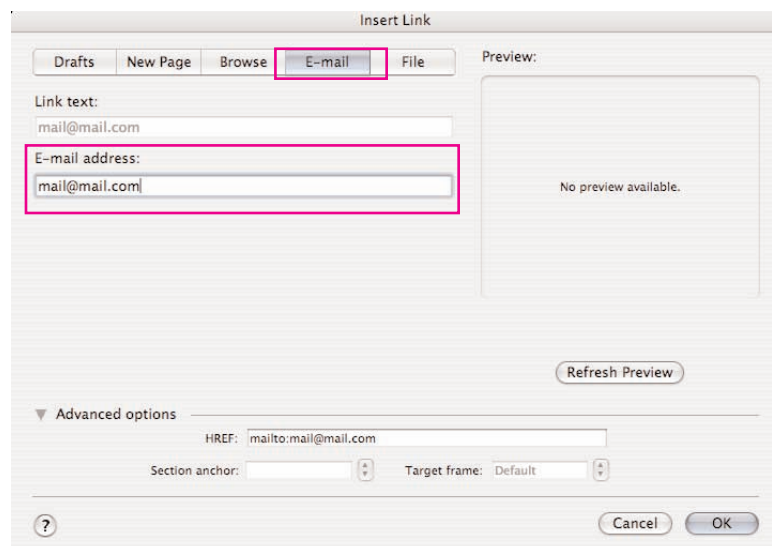 Insert Link
Drafts New Page Browse E-mail File
Preview:
Link text:
mail@mail.com
E-mail address:
mail@mail.com
No preview available.
Refresh Preview
Advanced options
HREF: mailto:mail@mail.com
Section anchor: Target frame: Default
? Cancel OK